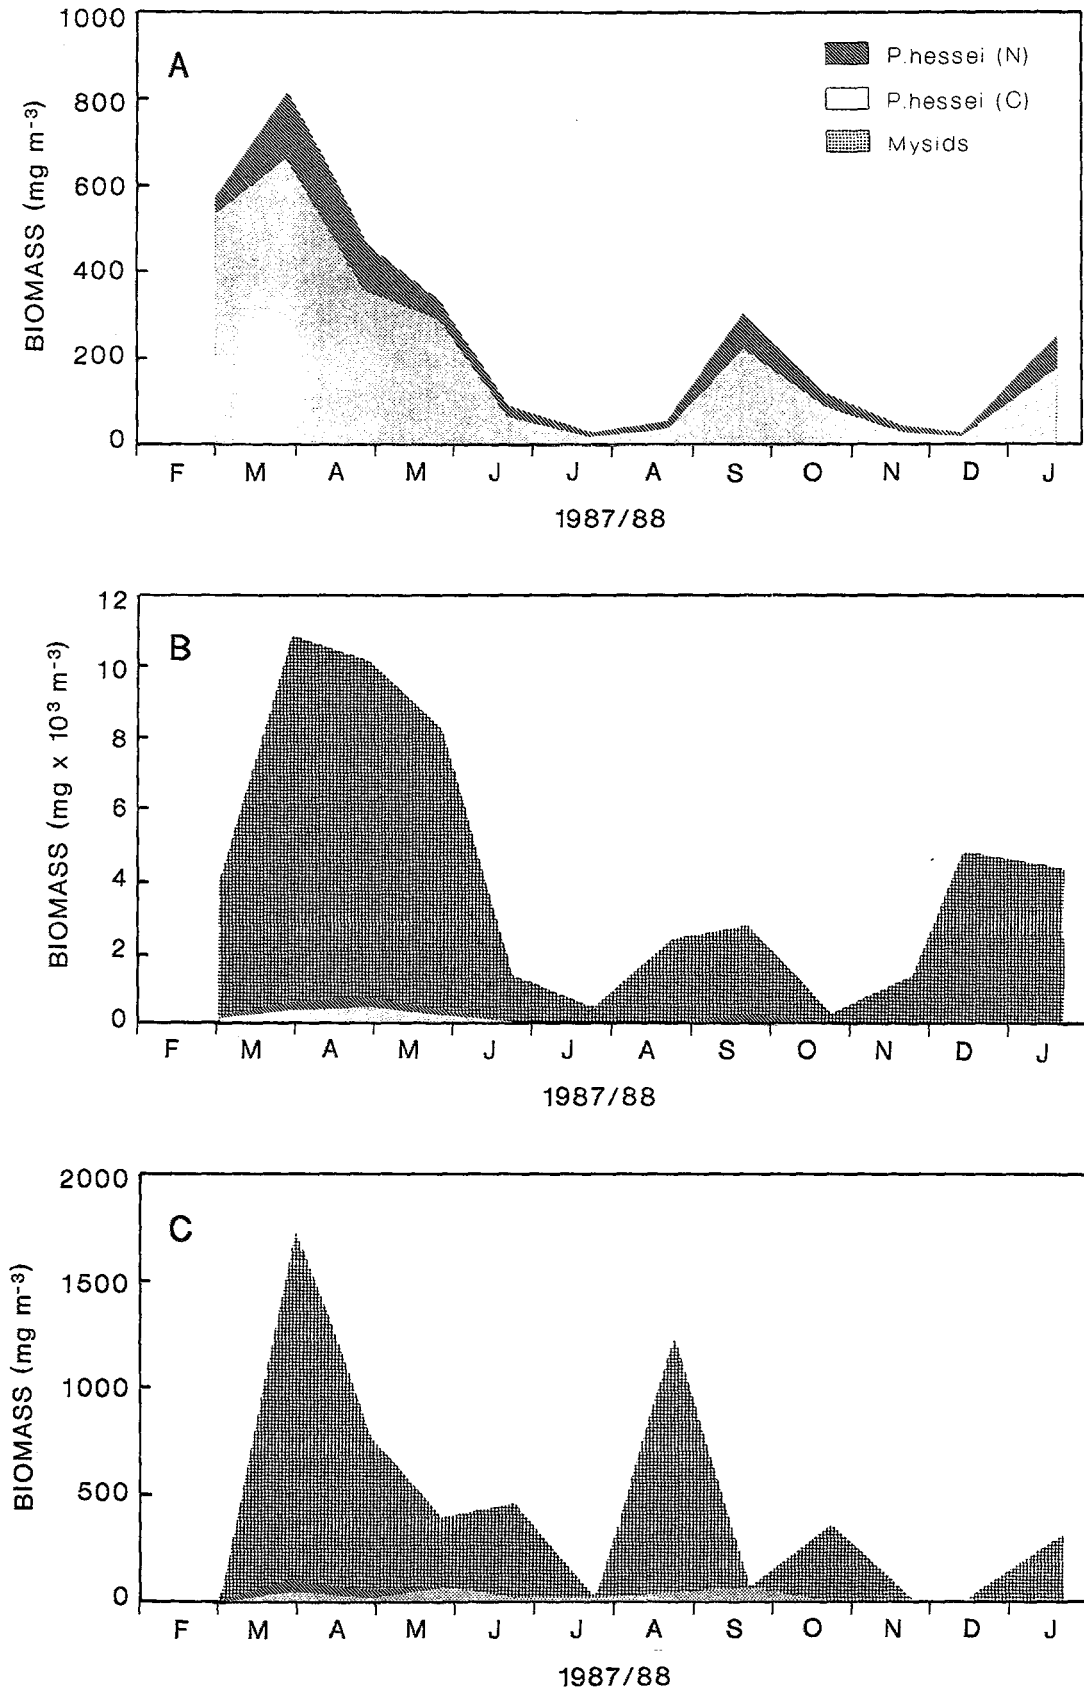 A
BIOMASS (mg m-3)
1000
800
600
400
200
0
P.hessei (N)
P.hessei (C)
Mysids
F M A M J J A S O N D J
1987/88
B
BIOMASS (mg x 10³ m-3)
12
10
8
6
4
2
0
F M A M J J A S O N D J
1987/88
C
BIOMASS (mg m-3)
2000
1500
1000
500
0
F M A M J J A S O N D J
1987/88